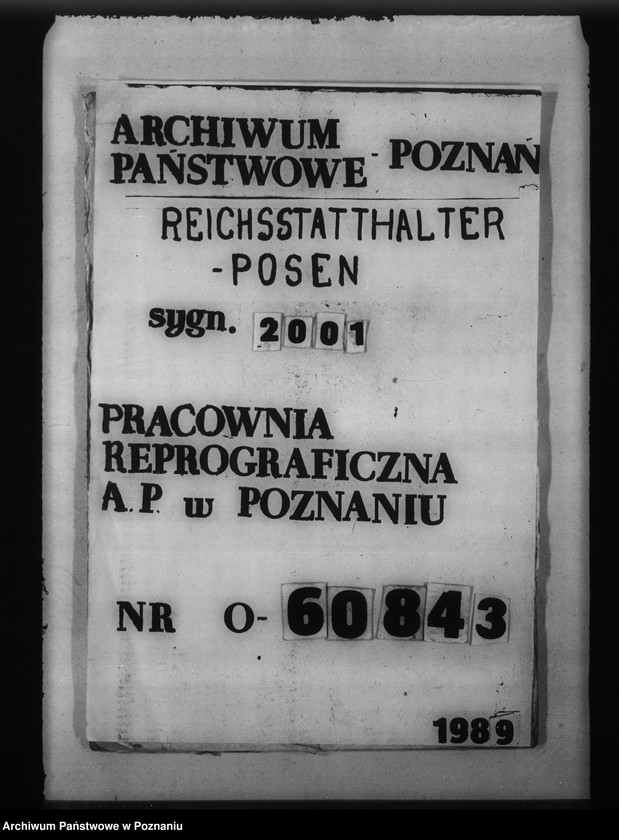 ARCHIWUM
PAŃSTWOWE - POZNAŃ
REICHSSTATTHALTER
-POSEN
sygn. 2001
PRACOWNIA
REPROGRAFICZNA
A.P. w POZNANIU
NR O-60843
1989
Archiwum Państwowe w Poznaniu